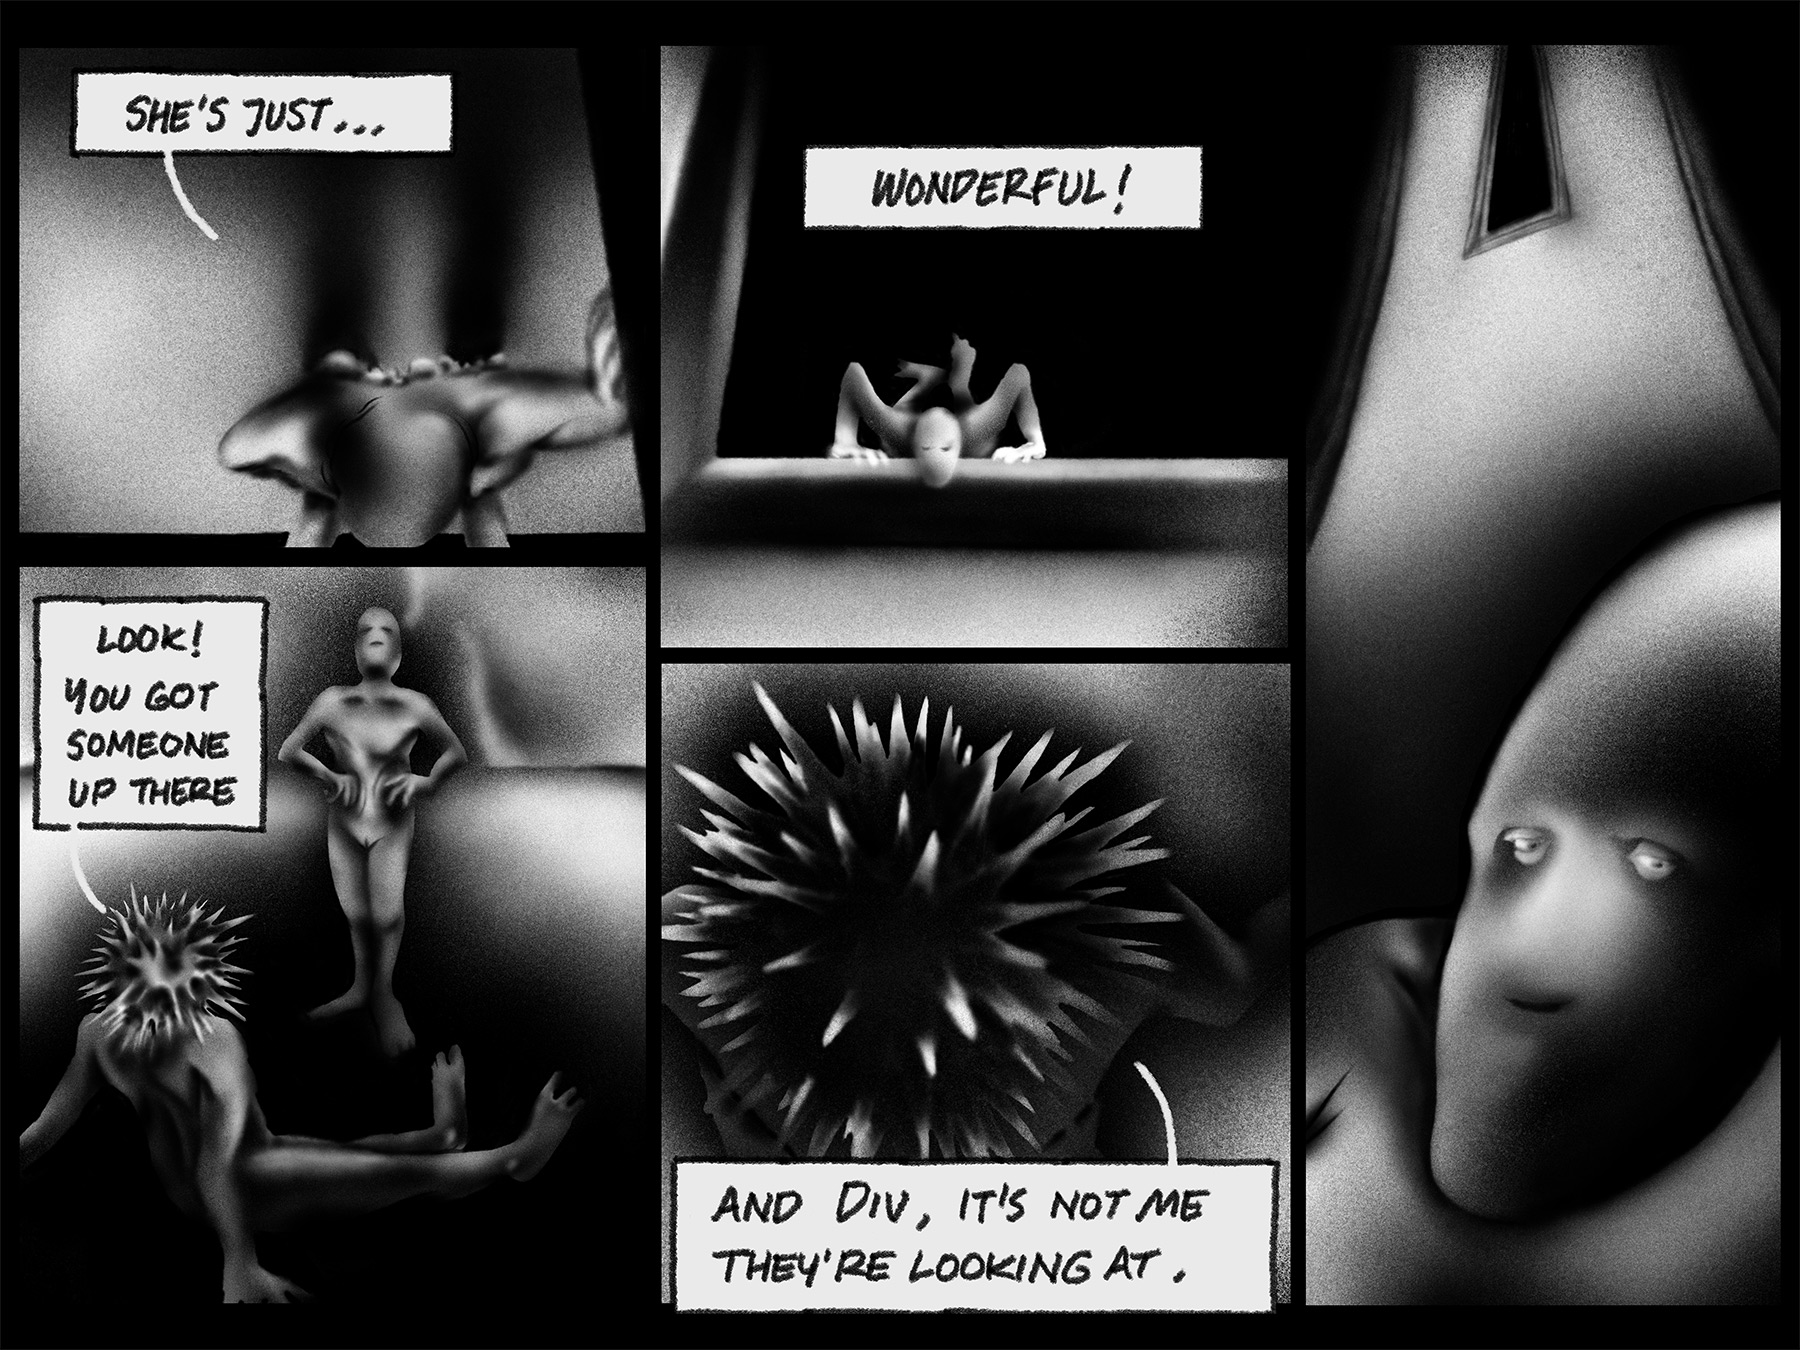 SHE'S JUST...
WONDERFUL!
LOOK!
YOU GOT
SOMEONE
UP THERE
AND DIV, IT'S NOT ME
THEY'RE LOOKING AT.